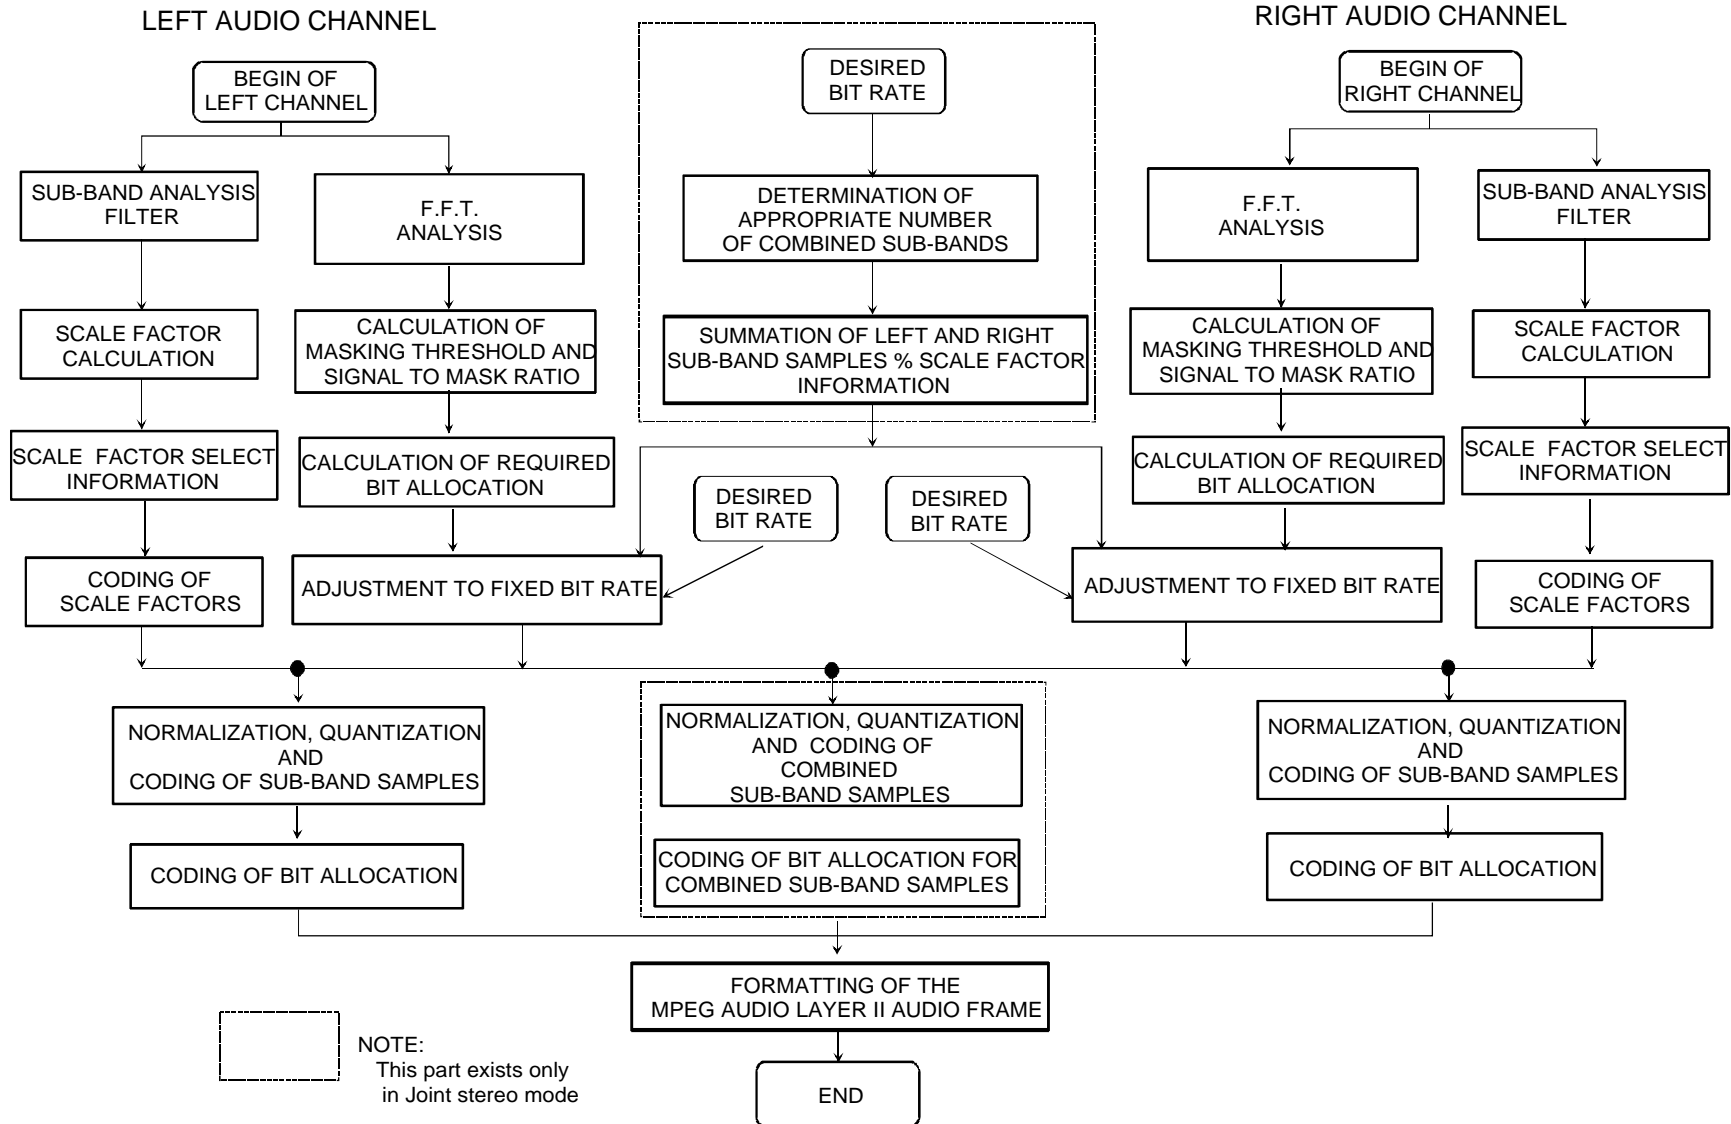 LEFT AUDIO CHANNEL
RIGHT AUDIO CHANNEL
BEGIN OF
LEFT CHANNEL
DESIRED
BIT RATE
BEGIN OF
RIGHT CHANNEL
SUB-BAND ANALYSIS
FILTER
F.F.T.
ANALYSIS
DETERMINATION OF
APPROPRIATE NUMBER
OF COMBINED SUB-BANDS
F.F.T.
ANALYSIS
SUB-BAND ANALYSIS
FILTER
SCALE FACTOR
CALCULATION
CALCULATION OF
MASKING THRESHOLD AND
SIGNAL TO MASK RATIO
SUMMATION OF LEFT AND RIGHT
SUB-BAND SAMPLES % SCALE FACTOR
INFORMATION
CALCULATION OF
MASKING THRESHOLD AND
SIGNAL TO MASK RATIO
SCALE FACTOR
CALCULATION
SCALE FACTOR SELECT
INFORMATION
CALCULATION OF REQUIRED
BIT ALLOCATION
DESIRED
BIT RATE
DESIRED
BIT RATE
CALCULATION OF REQUIRED
BIT ALLOCATION
SCALE FACTOR SELECT
INFORMATION
CODING OF
SCALE FACTORS
ADJUSTMENT TO FIXED BIT RATE
ADJUSTMENT TO FIXED BIT RATE
CODING OF
SCALE FACTORS
NORMALIZATION, QUANTIZATION
AND
CODING OF SUB-BAND SAMPLES
NORMALIZATION, QUANTIZATION
AND CODING OF
COMBINED
SUB-BAND SAMPLES
NORMALIZATION, QUANTIZATION
AND
CODING OF SUB-BAND SAMPLES
CODING OF BIT ALLOCATION
CODING OF BIT ALLOCATION FOR
COMBINED SUB-BAND SAMPLES
CODING OF BIT ALLOCATION
FORMATTING OF THE
MPEG AUDIO LAYER II AUDIO FRAME
NOTE:
This part exists only
in Joint stereo mode
END